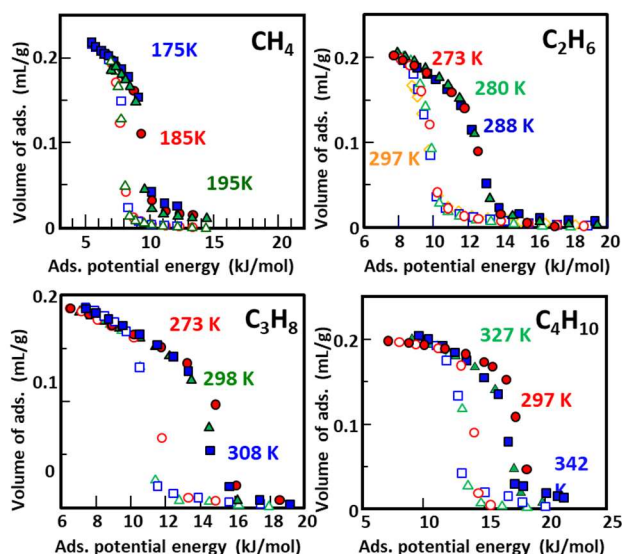 CH4
175K
185K
195K
Volume of ads. (mL/g)
0.2
0.1
0
5 10 15 20
Ads. potential energy (kJ/mol)
C2H6
273 K
280 K
288 K
297 K
Volume of ads. (mL/g)
0.2
0.1
0
6 8 10 12 14 16 18 20
Ads. potential energy (kJ/mol)
C3H8
273 K
298 K
308 K
Volume of ads. (mL/g)
0.2
0.1
0
6 8 10 12 14 16 18 20
Ads. potential energy (kJ/mol)
C4H10
327 K
297 K
342
K
Volume of ads. (mL/g)
0.2
0.1
0
5 10 15 20 25
Ads. potential energy (kJ/mol)